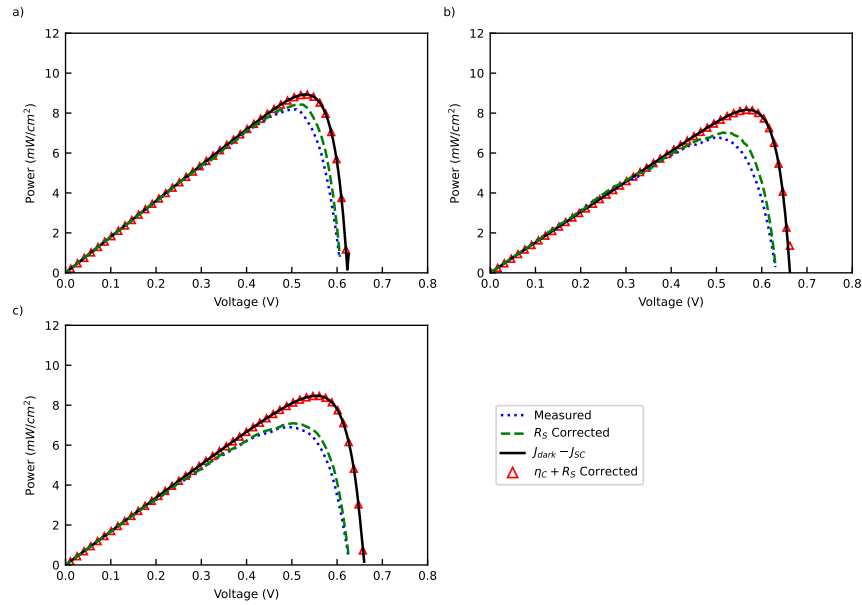 a)
12
10
8
6
4
2
0
Power (mW/cm²)
0.0 0.1 0.2 0.3 0.4 0.5 0.6 0.7 0.8
Voltage (V)
b)
12
10
8
6
4
2
0
Power (mW/cm²)
0.0 0.1 0.2 0.3 0.4 0.5 0.6 0.7 0.8
Voltage (V)
c)
12
10
8
6
4
2
0
Power (mW/cm²)
0.0 0.1 0.2 0.3 0.4 0.5 0.6 0.7 0.8
Voltage (V)
Measured
R_S Corrected
J_dark − J_SC
η_C + R_S Corrected